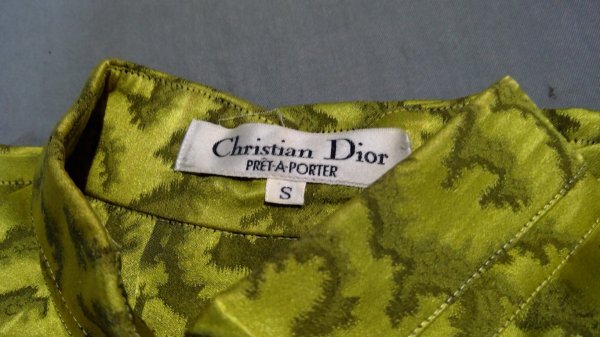 Christian Dior
PRÊT-À-PORTER
S